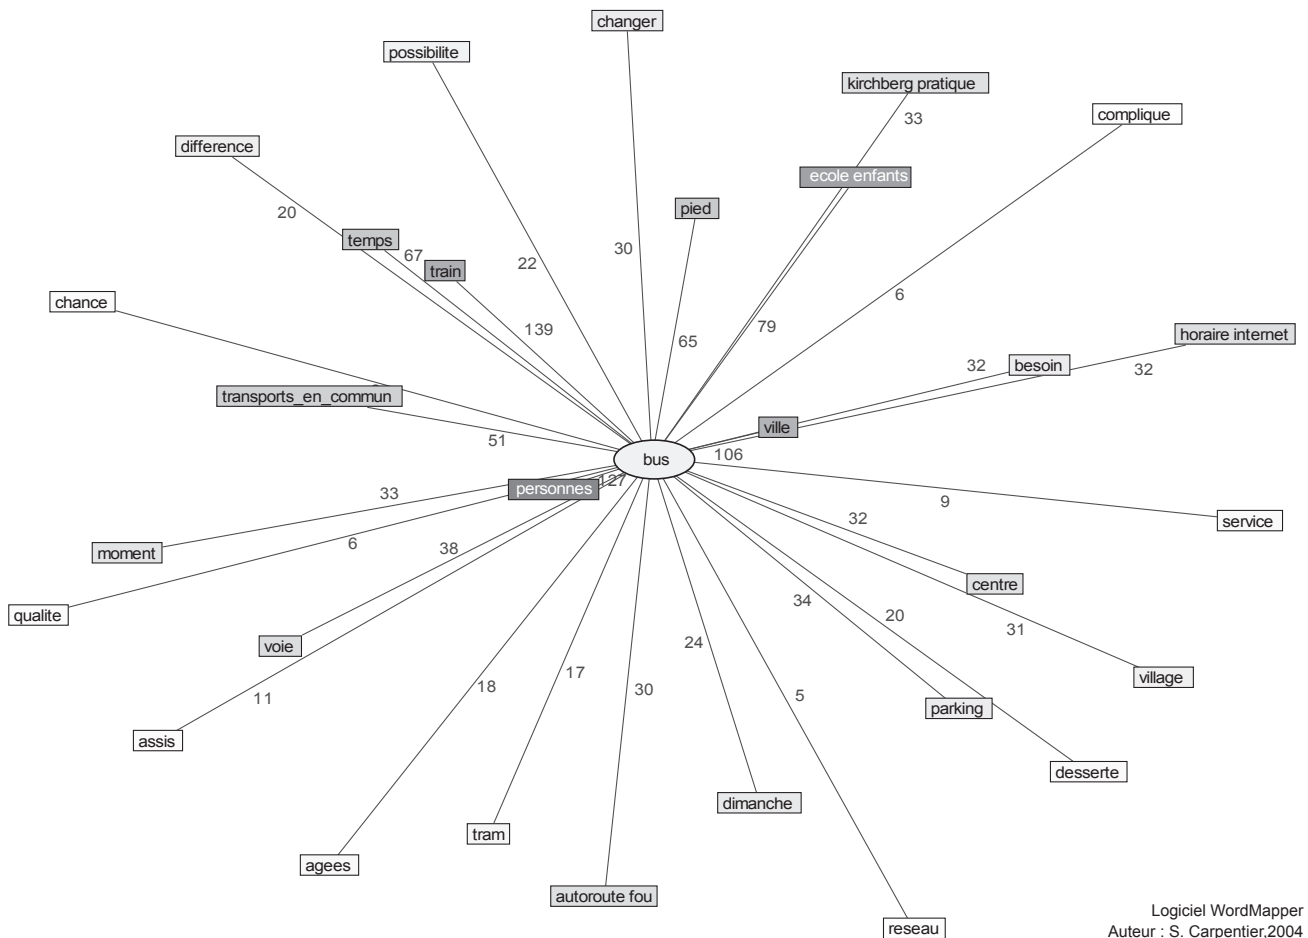 changer
possibilite
kirchberg pratique
33
complique
difference
ecole enfants
20
pied
temps
67
30
train
22
6
chance
139
79
65
horaire internet
besoin
32
32
transports_en_commun
51
ville
106
bus
personnes
127
33
9
32
service
moment
6
38
centre
qualite
34
20
31
voie
24
17
village
11
18
30
5
parking
assis
desserte
dimanche
tram
agees
autoroute fou
reseau
Logiciel WordMapper
Auteur : S. Carpentier,2004